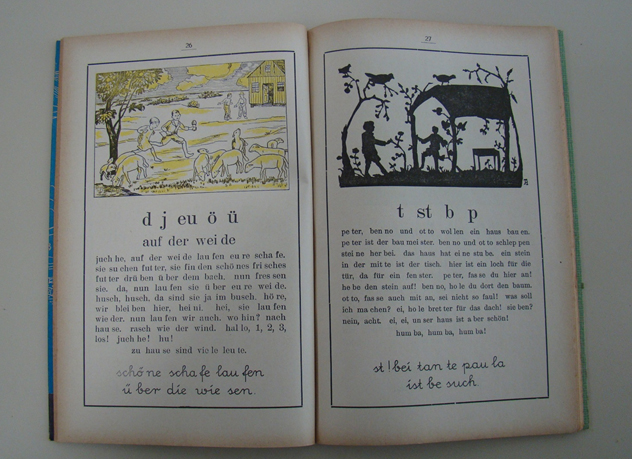 26
d j eu ö ü
auf der wei de
juch he, auf der wei de lau fen eu re scha fe.
sie su chen fut ter, sie fin den schö nes fri sches
futter drü ben ü ber dem bach. nun fres sen
sie. da, nun lau fen sie ü ber eu re wei de.
husch, husch, da sind sie ja im busch. hö re,
wir blei ben hier, hei ni. hei, sie lau fen
wie der. nun lau fen wir auch. wo hin? nach
hau se. rasch wie der wind. hal lo, 1, 2, 3,
los! juch he! hu!
zu hau se sind vie le leu te.
schö ne scha fe lau fen
ü ber die wie sen.
27
t st b p
pe ter, ben no und ot to wol len ein haus bau en.
pe ter ist der bau mei ster. ben no und ot to schlep pen
stei ne her bei. das haus hat ei ne stu be. ein stein
in der mit te ist der tisch. hier ist ein loch für die
tür, da für ein fen ster. pe ter, fas se du hier an!
he be den stein auf! ben no, ho le du dort den baum.
ot to, fas se auch mit an, sei nicht so faul! was soll
ich ma chen? ei, ho le bret ter für das dach! sie ben?
nein, acht. ei, ei, un ser haus ist a ber schön!
hum ba, hum ba, hum ba!
st! bei tan te pau la
ist be such